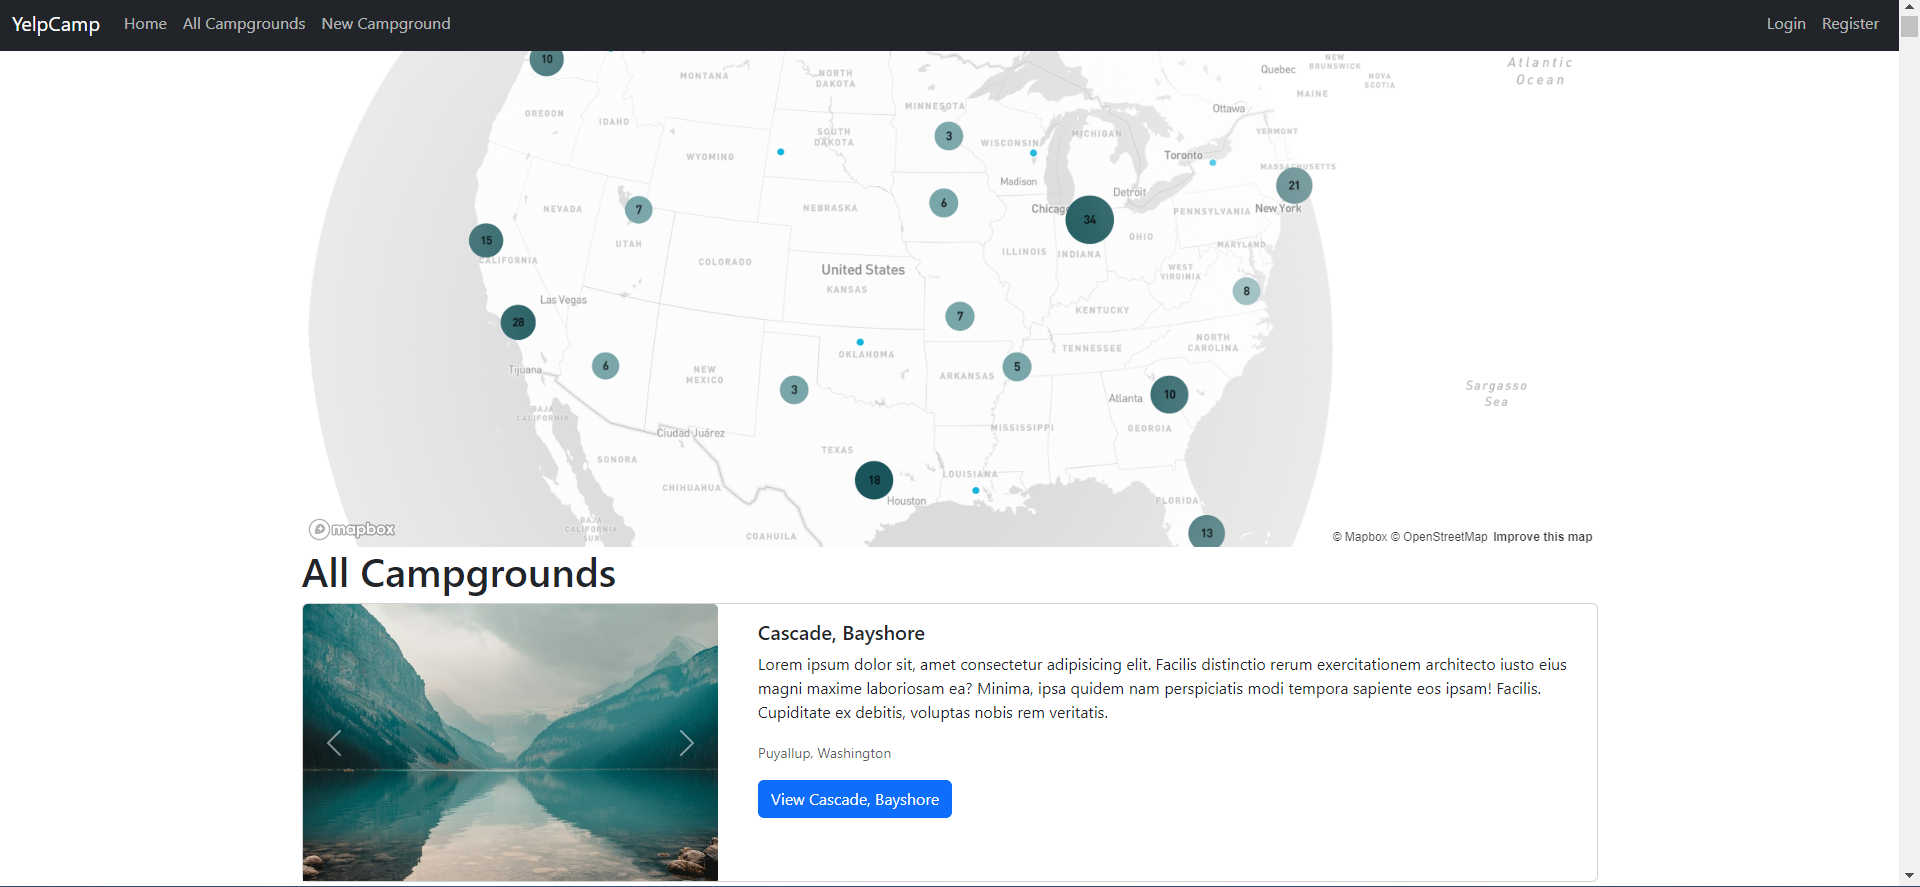 YelpCamp Home All Campgrounds New Campground Login Register
10
MONTANA
NORTH
DAKOTA
Quebec
NEW
BRUNSWICK
NOVA
SCOTIA
Atlantic
Ocean
MAINE
OREGON
IDAHO
MINNESOTA
Ottawa
SOUTH
DAKOTA
3
WISCONSIN
MICHIGAN
VERMONT
WYOMING
Toronto
MASSACHUSETTS
Madison
Detroit
21
NEVADA
7
NEBRASKA
6
Chicag
34
PENNSYLVANIA
New York
15
UTAH
OHIO
MARYLAND
CALIFORNIA
COLORADO
ILLINOIS
INDIANA
United States
WEST
VIRGINIA
KANSAS
8
Las Vegas
28
7
KENTUCKY
OKLAHOMA
TENNESSEE
NORTH
CAROLINA
Tijuana
6
NEW
MEXICO
3
ARKANSAS
5
Atlanta
10
Sargasso
Sea
BAJA
CALIFORNIA
Ciudad Juárez
MISSISSIPPI
GEORGIA
TEXAS
SONORA
LOUISIANA
CHIHUAHUA
18
Houston
FLORIDA
BAJA
CALIFORNIA
SUR
COAHUILA
13
mapbox
© Mapbox © OpenStreetMap Improve this map
All Campgrounds
Cascade, Bayshore
Lorem ipsum dolor sit, amet consectetur adipisicing elit. Facilis distinctio rerum exercitationem architecto iusto eius
magni maxime laboriosam ea? Minima, ipsa quidem nam perspiciatis modi tempora sapiente eos ipsam! Facilis.
Cupiditate ex debitis, voluptas nobis rem veritatis.
Puyallup, Washington
View Cascade, Bayshore